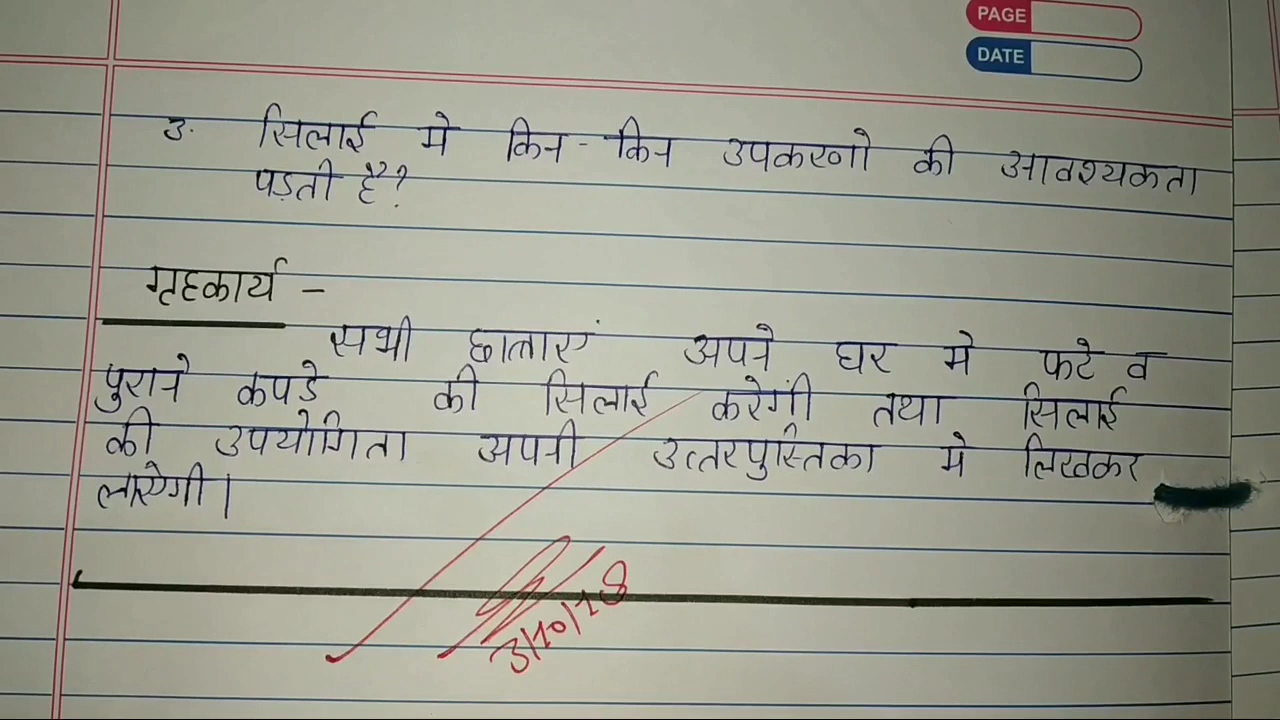 PAGE
DATE
3. सिलाई मे किन-किन उपकरणो की आवश्यकता
पड़ती है?
गृहकार्य -
सभी छात्राएं अपने घर मे फटे व
पुराने कपडे की सिलाई करेगीं तथा सिलाई
की उपयोगिता अपनी उत्तरपुस्तिका मे लिखकर
लाएगी।
3/10/18